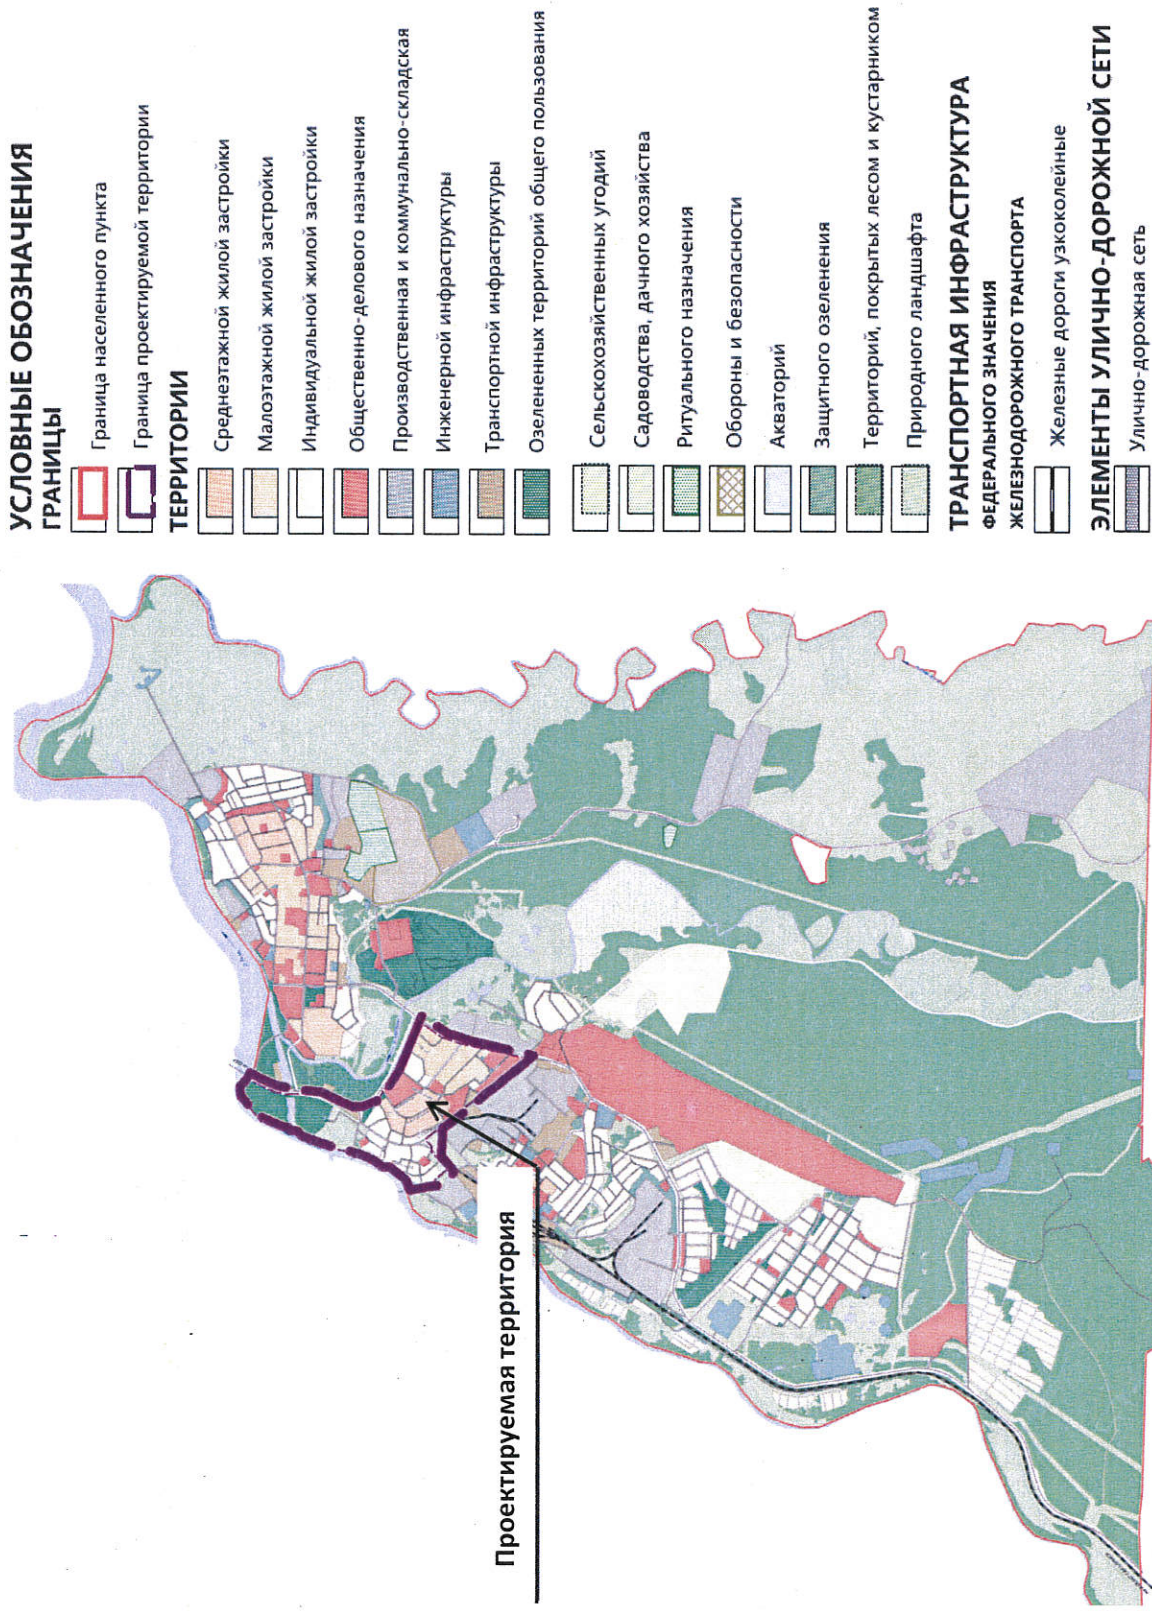 УСЛОВНЫЕ ОБОЗНАЧЕНИЯ
ГРАНИЦЫ
Граница населенного пункта
Граница проектируемой территории
ТЕРРИТОРИИ
Среднеэтажной жилой застройки
Малоэтажной жилой застройки
Индивидуальной жилой застройки
Общественно-делового назначения
Производственная и коммунально-складская
Инженерной инфраструктуры
Транспортной инфраструктуры
Озелененных территорий общего пользования
Сельскохозяйственных угодий
Садоводства, дачного хозяйства
Ритуального назначения
Обороны и безопасности
Акваторий
Защитного озеленения
Территорий, покрытых лесом и кустарником
Природного ландшафта
ТРАНСПОРТНАЯ ИНФРАСТРУКТУРА
ФЕДЕРАЛЬНОГО ЗНАЧЕНИЯ
ЖЕЛЕЗНОДОРОЖНОГО ТРАНСПОРТА
Железные дороги узколейные
ЭЛЕМЕНТЫ УЛИЧНО-ДОРОЖНОЙ СЕТИ
Улично-дорожная сеть
Проектируемая территория